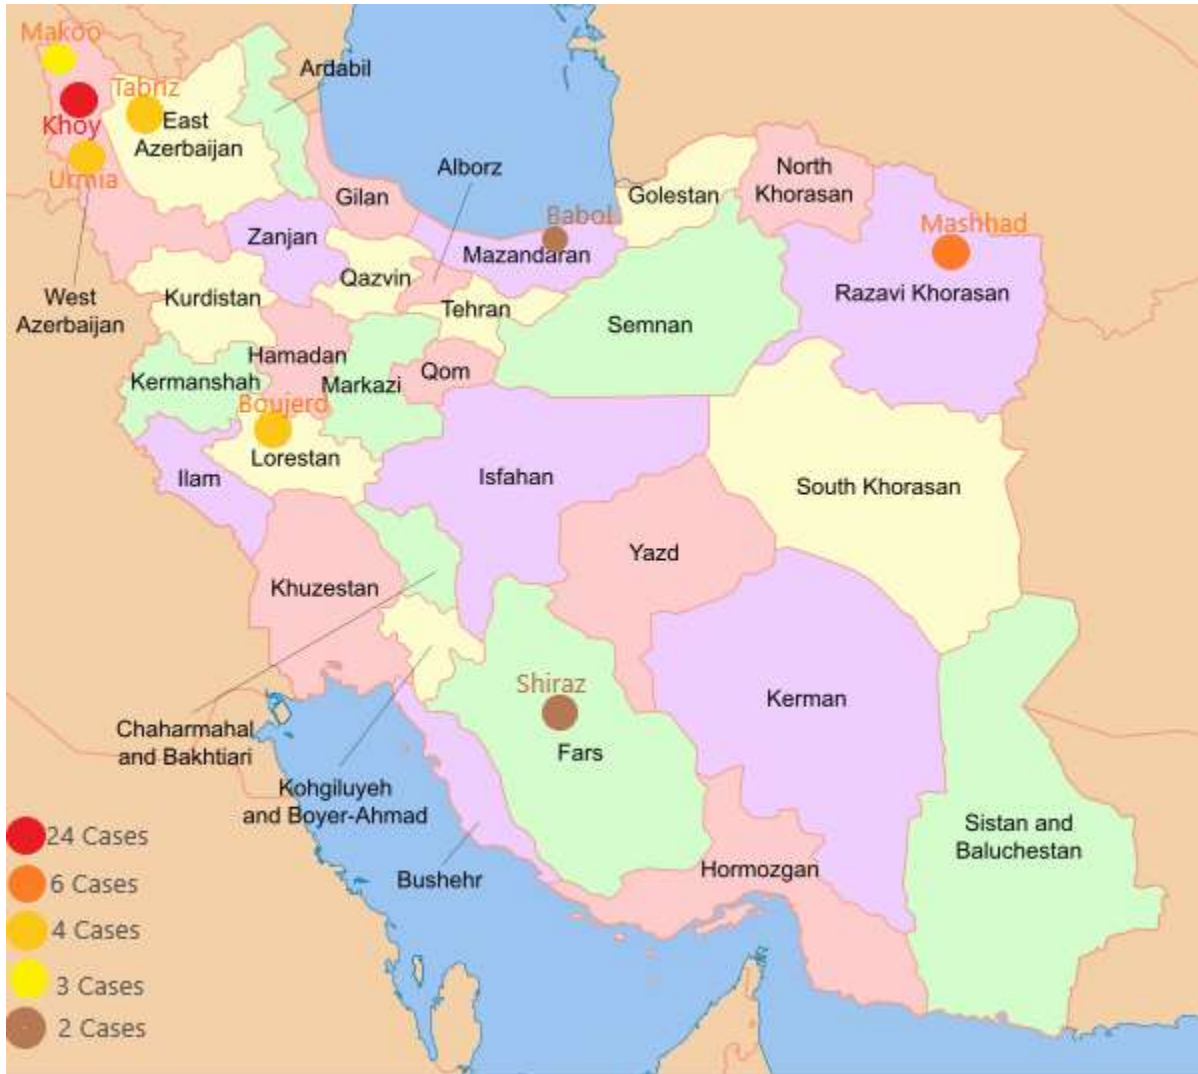 Makoo
Ardabil
Tabriz
Khoy
East
Azerbaijan
Urmia
Alborz
Gilan
Golestan
North
Khorasan
Babol
Mashhad
Zanjan
Mazandaran
Qazvin
West
Azerbaijan
Kurdistan
Tehran
Semnan
Razavi Khorasan
Hamadan
Kermanshah
Markazi
Qom
Boujerd
Lorestan
Ilam
Isfahan
South Khorasan
Yazd
Khuzestan
Shiraz
Fars
Kerman
Chaharmahal
and Bakhtiari
Kohgiluyeh
and Boyer-Ahmad
Bushehr
Hormozgan
Sistan and
Baluchestan
24 Cases
6 Cases
4 Cases
3 Cases
2 Cases